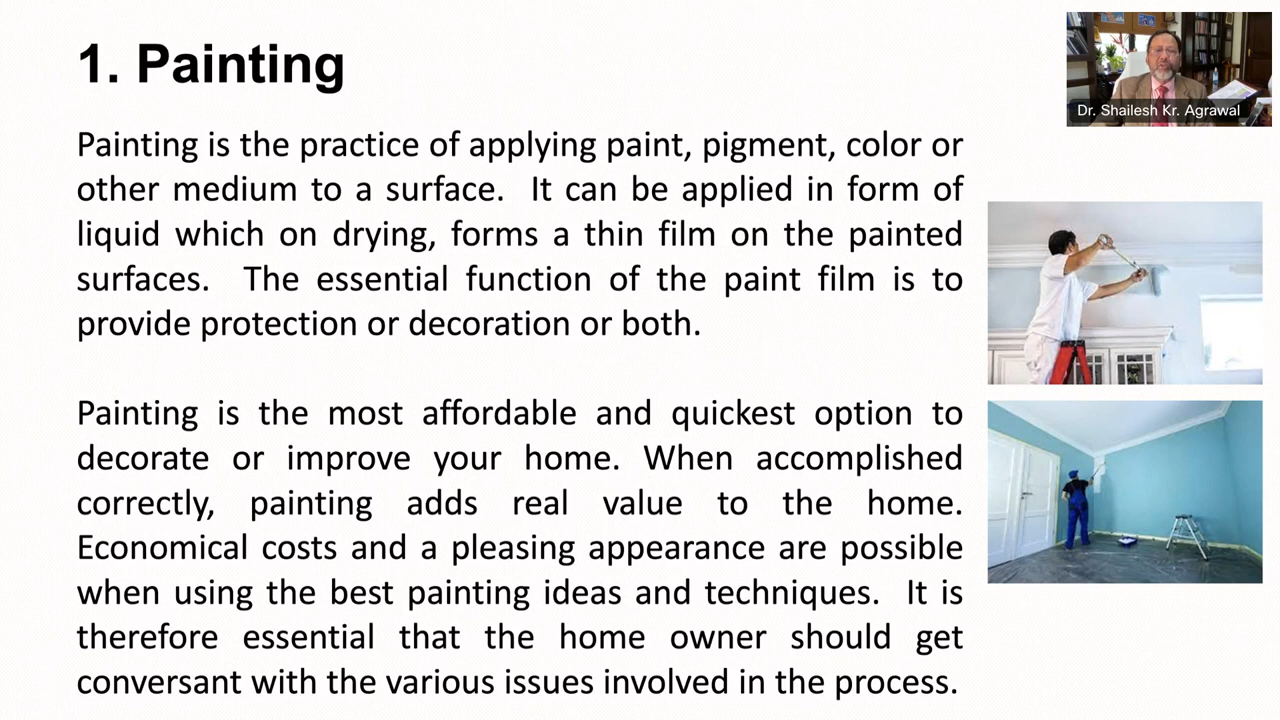 1. Painting
Dr. Shailesh Kr. Agrawal
Painting is the practice of applying paint, pigment, color or
other medium to a surface.  It can be applied in form of
liquid which on drying, forms a thin film on the painted
surfaces.  The essential function of the paint film is to
provide protection or decoration or both.
Painting is the most affordable and quickest option to
decorate or improve your home. When accomplished
correctly, painting adds real value to the home.
Economical costs and a pleasing appearance are possible
when using the best painting ideas and techniques.  It is
therefore essential that the home owner should get
conversant with the various issues involved in the process.